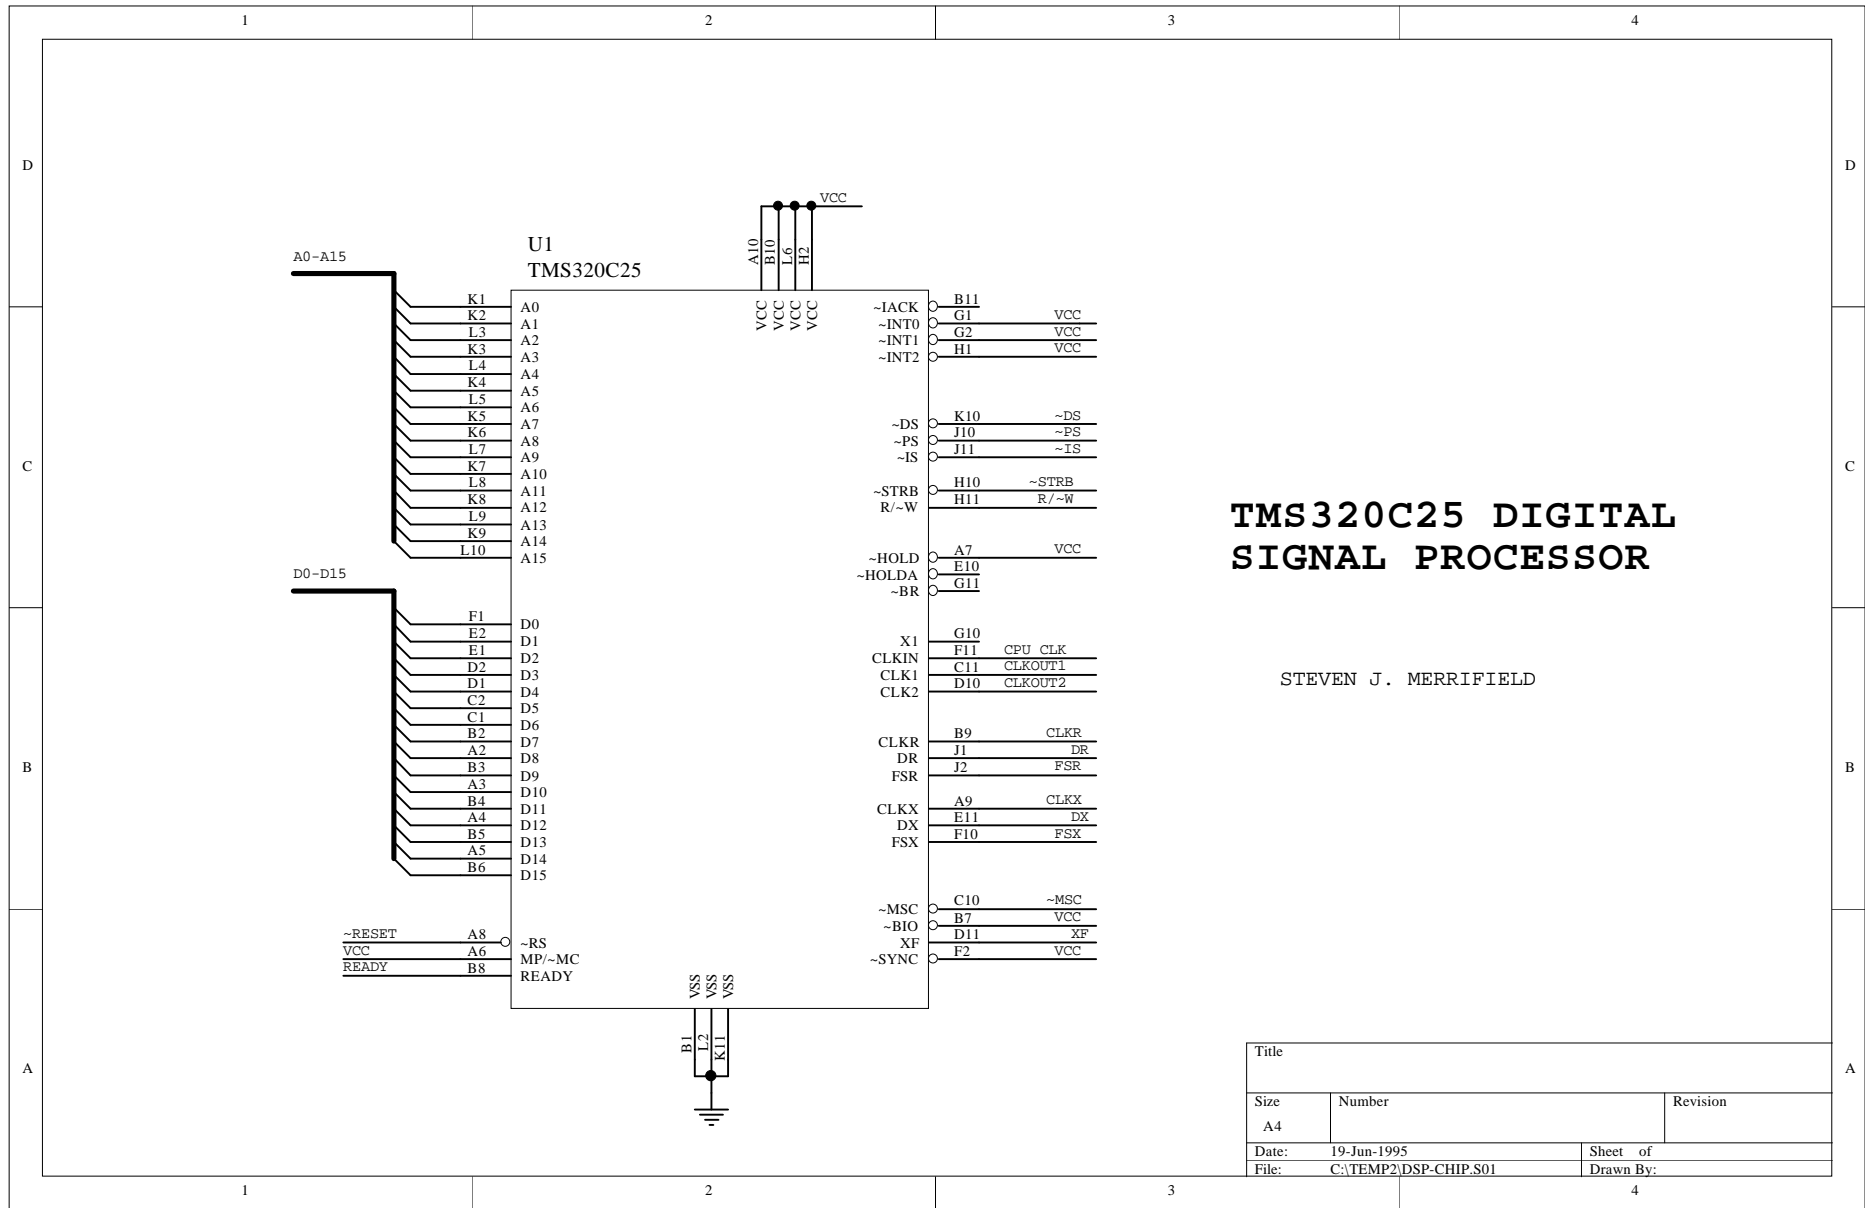 1 2 3 4
D D
C C
B B
A A
VCC
A10
B10
L6
H2
U1
TMS320C25
A0-A15
K1 A0
K2 A1
L3 A2
K3 A3
L4 A4
K4 A5
L5 A6
K5 A7
K6 A8
L7 A9
K7 A10
L8 A11
K8 A12
L9 A13
K9 A14
L10 A15
D0-D15
F1 D0
E2 D1
E1 D2
D2 D3
D1 D4
C2 D5
C1 D6
B2 D7
A2 D8
B3 D9
A3 D10
B4 D11
A4 D12
B5 D13
A5 D14
B6 D15
~RESET A8 ~RS
VCC A6 MP/~MC
READY B8 READY
VCC
VCC
VCC
VCC
~IACK B11
~INT0 G1 VCC
~INT1 G2 VCC
~INT2 H1 VCC
~DS K10 ~DS
~PS J10 ~PS
~IS J11 ~IS
~STRB H10 ~STRB
R/~W H11 R/~W
~HOLD A7 VCC
~HOLDA E10
~BR G11
X1 G10
CLKIN F11 CPU CLK
CLK1 C11 CLKOUT1
CLK2 D10 CLKOUT2
CLKR B9 CLKR
DR J1 DR
FSR J2 FSR
CLKX A9 CLKX
DX E11 DX
FSX F10 FSX
~MSC C10 ~MSC
~BIO B7 VCC
XF D11 XF
~SYNC F2 VCC
VSS
VSS
VSS
B1
L2
K11
TMS320C25 DIGITAL
SIGNAL PROCESSOR
STEVEN J. MERRIFIELD
Title
Size Number Revision
A4
Date: 19-Jun-1995 Sheet of
File: C:\TEMP2\DSP-CHIP.S01 Drawn By:
1 2 3 4